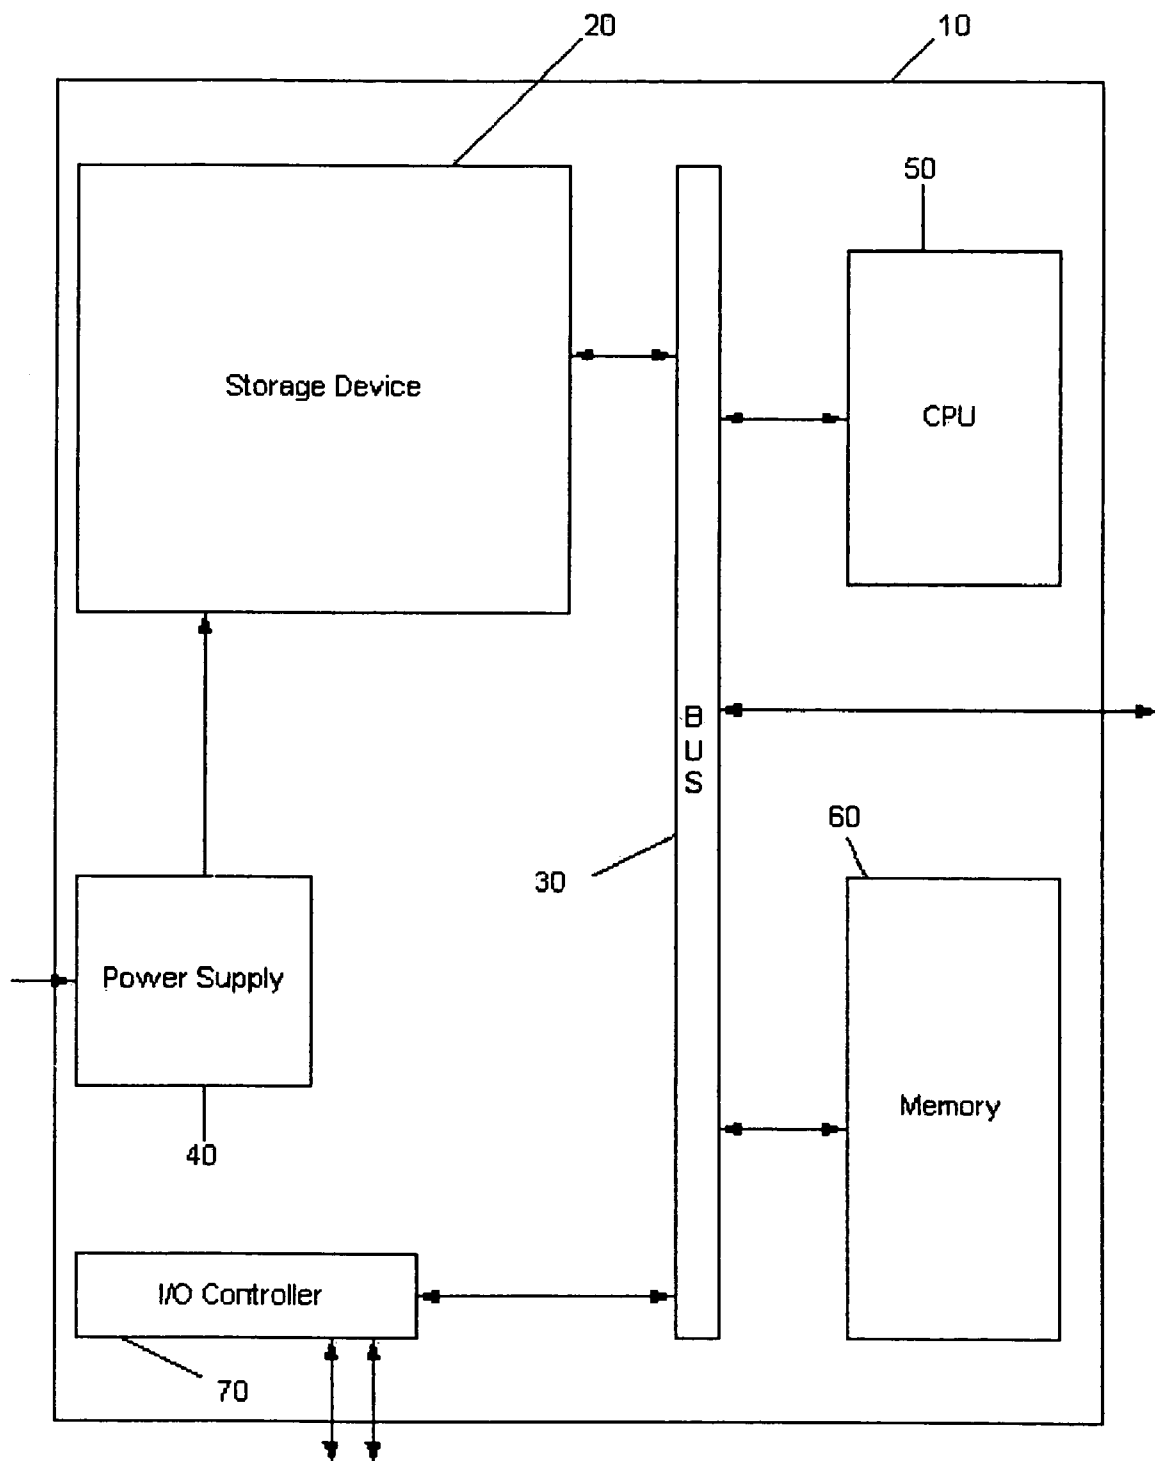 20
10
50
Storage Device
CPU
B
U
S
60
30
Power Supply
Memory
40
I/O Controller
70